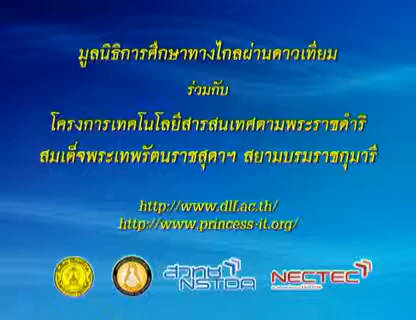 มูลนิธิการศึกษาทางไกลผ่านดาวเทียม
ร่วมกับ
โครงการเทคโนโลยีสารสนเทศตามพระราชดำริ
สมเด็จพระเทพรัตนราชสุดาฯ สยามบรมราชกุมารี
http://www.dlf.ac.th/
http://www.princess-it.org/
สวทช
NSTDA
NECTEC